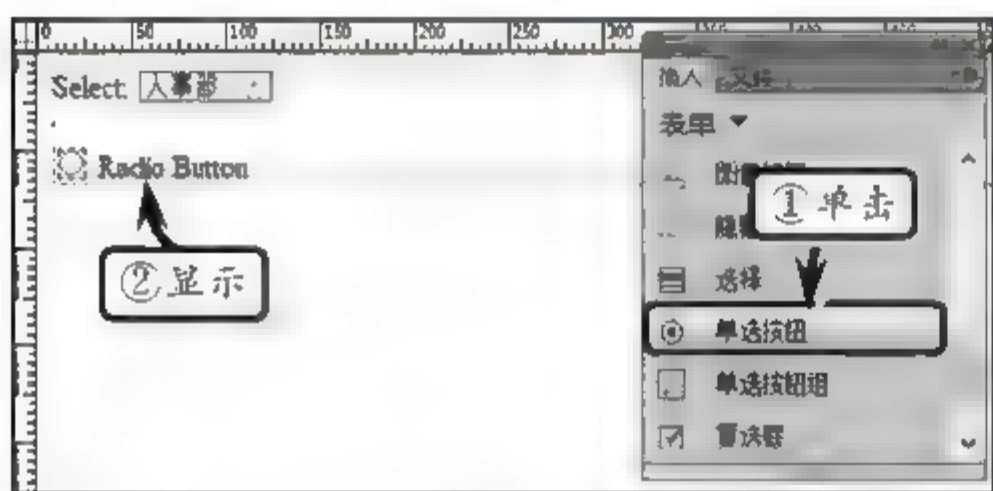 0 50 100 150 200 250 300
Select: 人事部
Radio Button
② 显示
插入
表单
① 单击
选择
单选按钮
单选按钮组
复选框